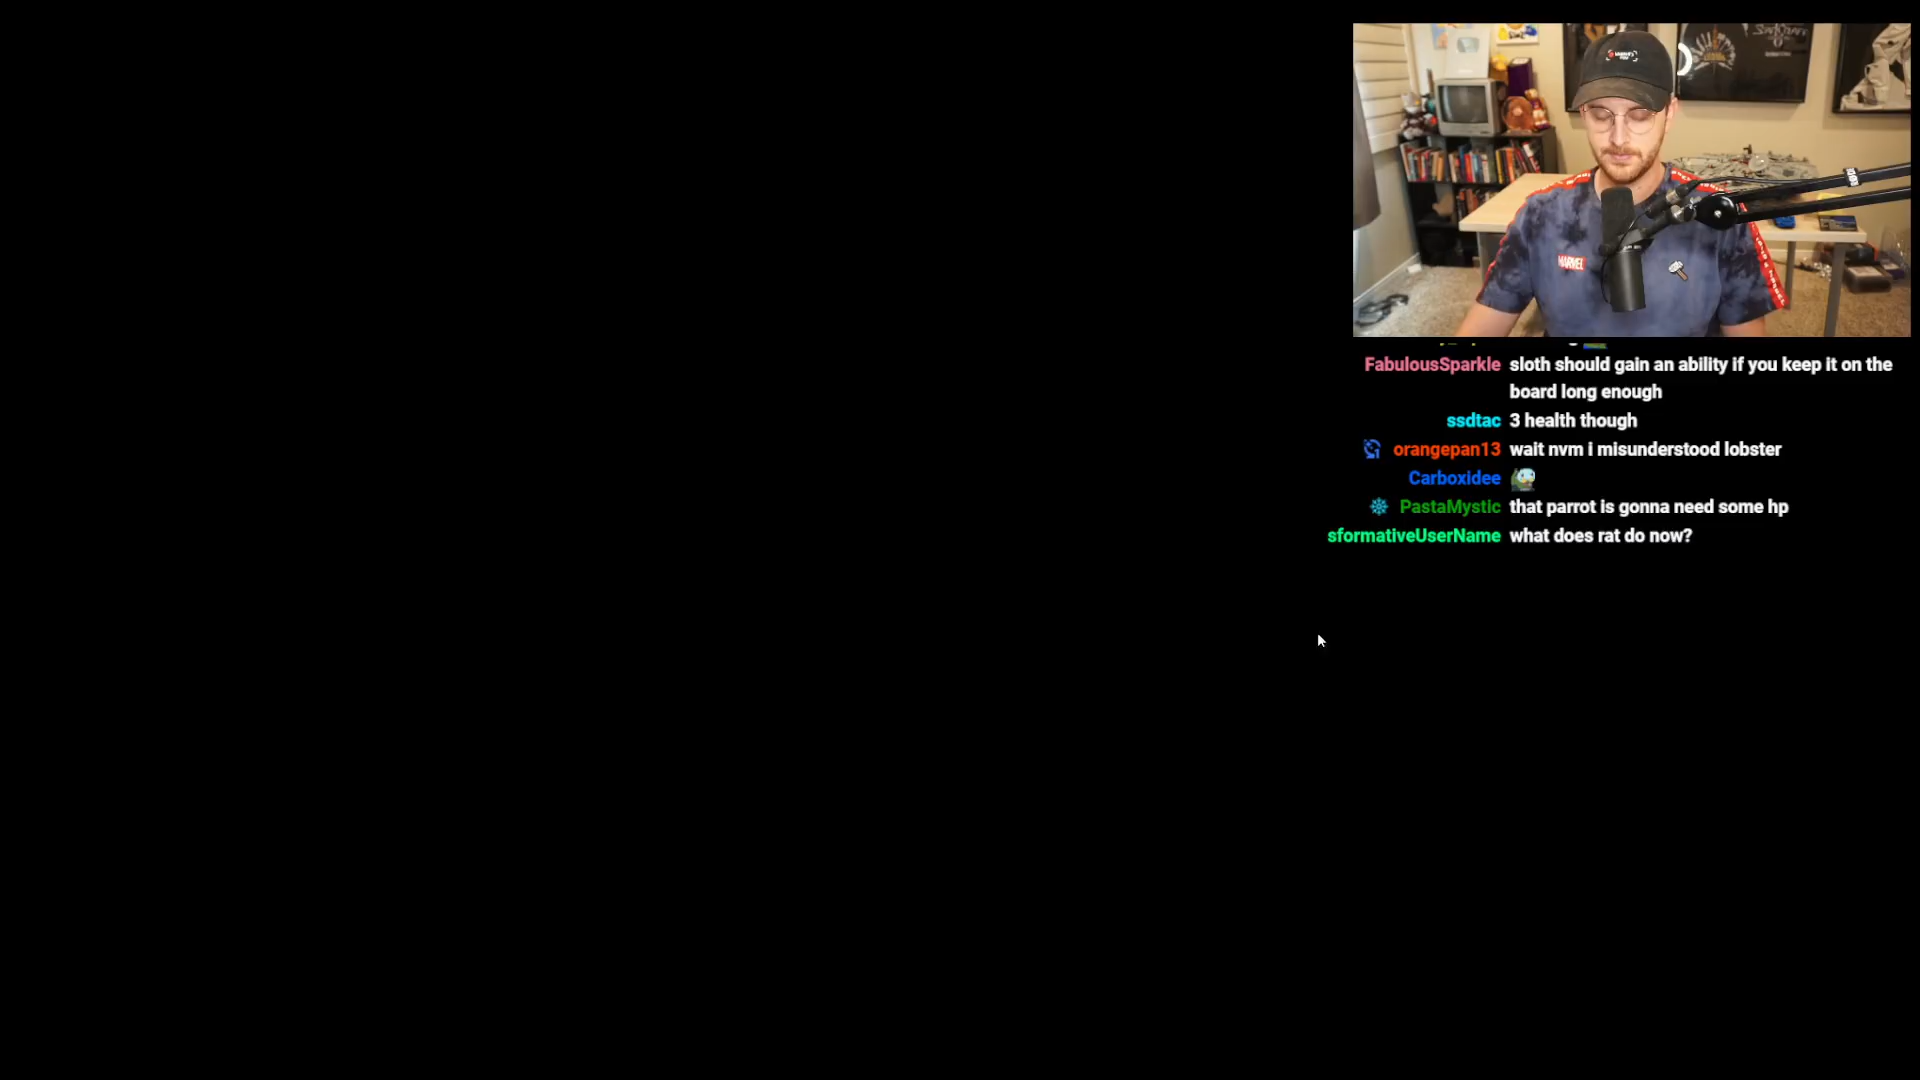 MARVEL
FabulousSparkle sloth should gain an ability if you keep it on the
board long enough
ssdtac 3 health though
orangepan13 wait nvm i misunderstood lobster
Carboxidee
PastaMystic that parrot is gonna need some hp
sformativeUserName what does rat do now?